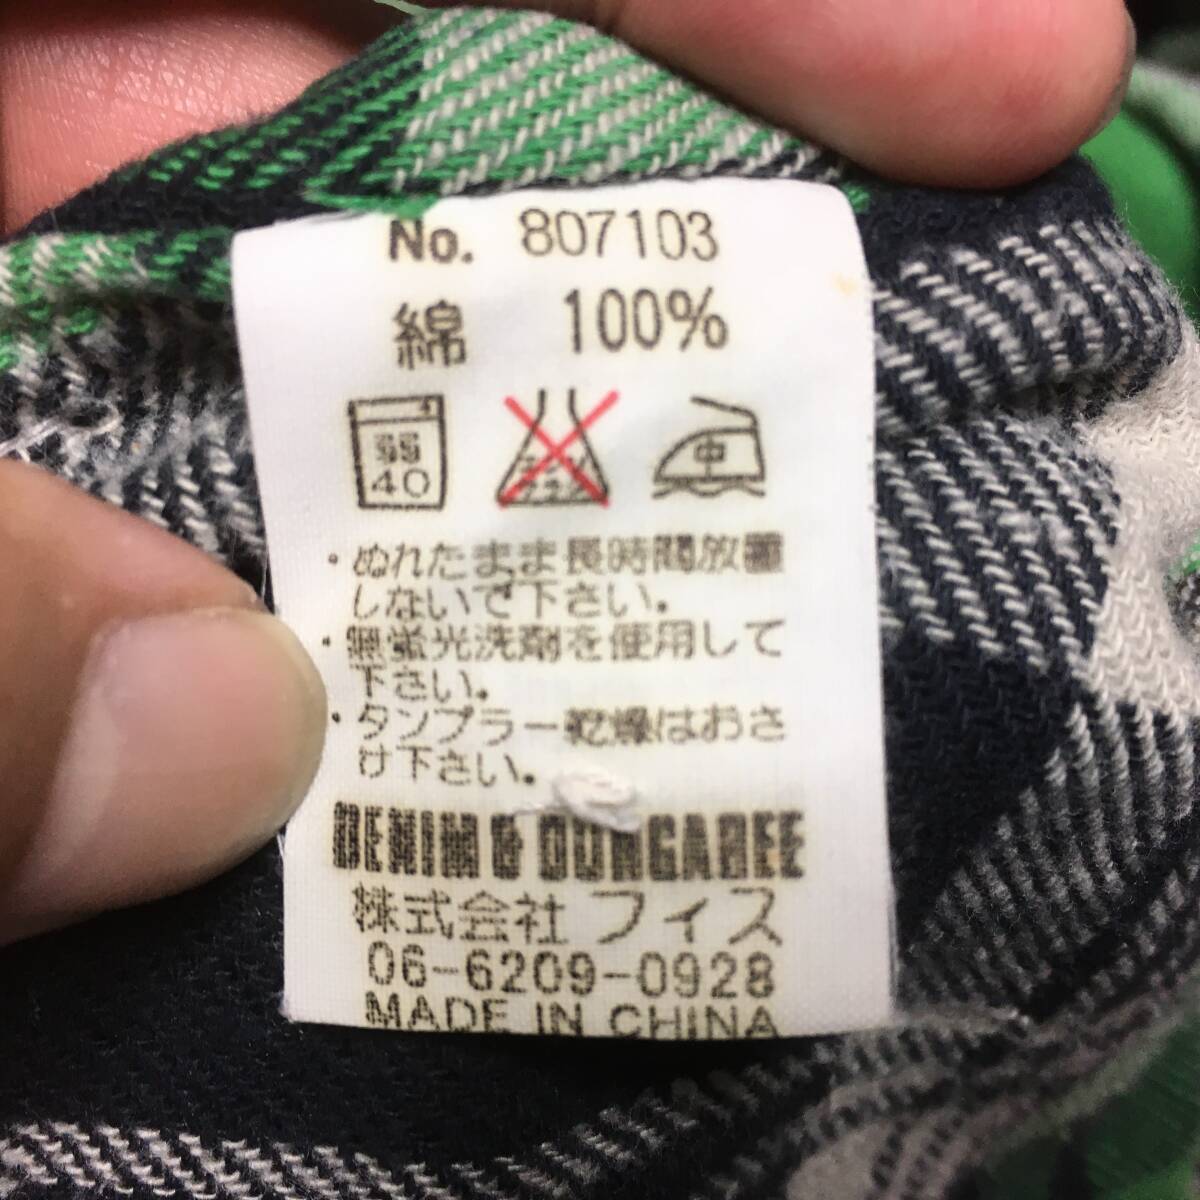 No. 807103
綿 100%
40
中
・ぬれたまま長時間放置
しないで下さい。
・無蛍光洗剤を使用して
下さい。
・タンブラー乾燥はおさ
け下さい。
DENIM & DUNGAREE
株式会社 フィス
06-6209-0928
MADE IN CHINA